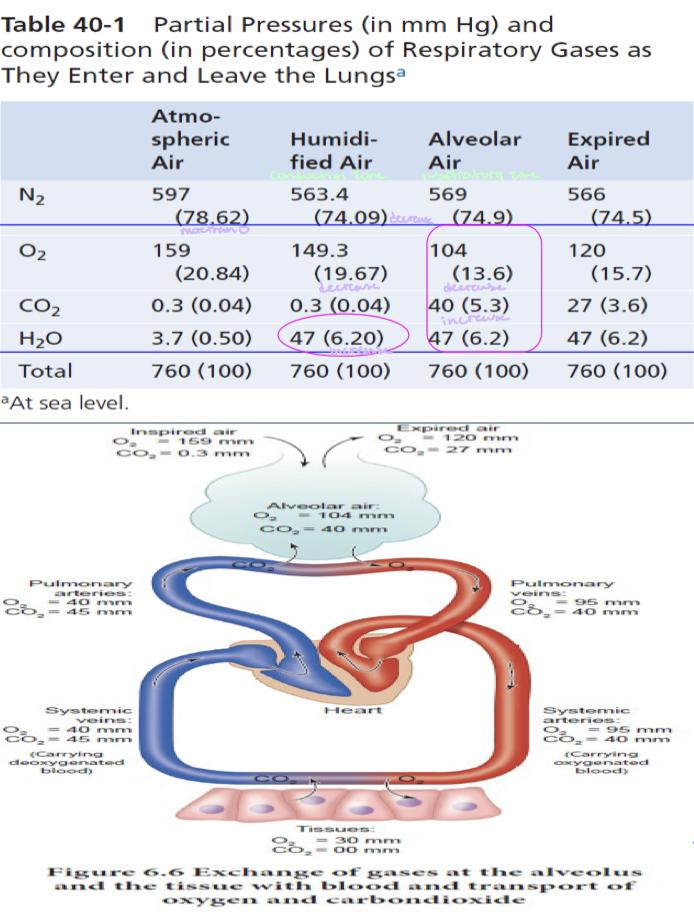 Table 40-1 Partial Pressures (in mm Hg) and
composition (in percentages) of Respiratory Gases as
They Enter and Leave the Lungsa
Atmo-
spheric
Air
Humidi-
fied Air
Alveolar
Air
Expired
Air
conduction zone
respiratory zone
N2 597 563.4 569 566
(78.62) (74.09) decrease (74.9) (74.5)
O2 159 149.3 104 120
(20.84) (19.67) (13.6) (15.7)
decrease decrease
CO2 0.3 (0.04) 0.3 (0.04) 40 (5.3) 27 (3.6)
increase
H2O 3.7 (0.50) 47 (6.20) 47 (6.2) 47 (6.2)
increase
Total 760 (100) 760 (100) 760 (100) 760 (100)
aAt sea level.
Inspired air
O2 = 159 mm
CO2 = 0.3 mm
Expired air
O2 = 120 mm
CO2 = 27 mm
Alveolar air:
O2 = 104 mm
CO2 = 40 mm
CO2 O2
Pulmonary
arteries:
O2 = 40 mm
CO2 = 45 mm
Pulmonary
veins:
O2 = 95 mm
CO2 = 40 mm
Heart
Systemic
veins:
O2 = 40 mm
CO2 = 45 mm
(Carrying
deoxygenated
blood)
Systemic
arteries:
O2 = 95 mm
CO2 = 40 mm
(Carrying
oxygenated
blood)
CO2 O2
Tissues:
O2 = 30 mm
CO2 = 00 mm
Figure 6.6 Exchange of gases at the alveolus
and the tissue with blood and transport of
oxygen and carbondioxide